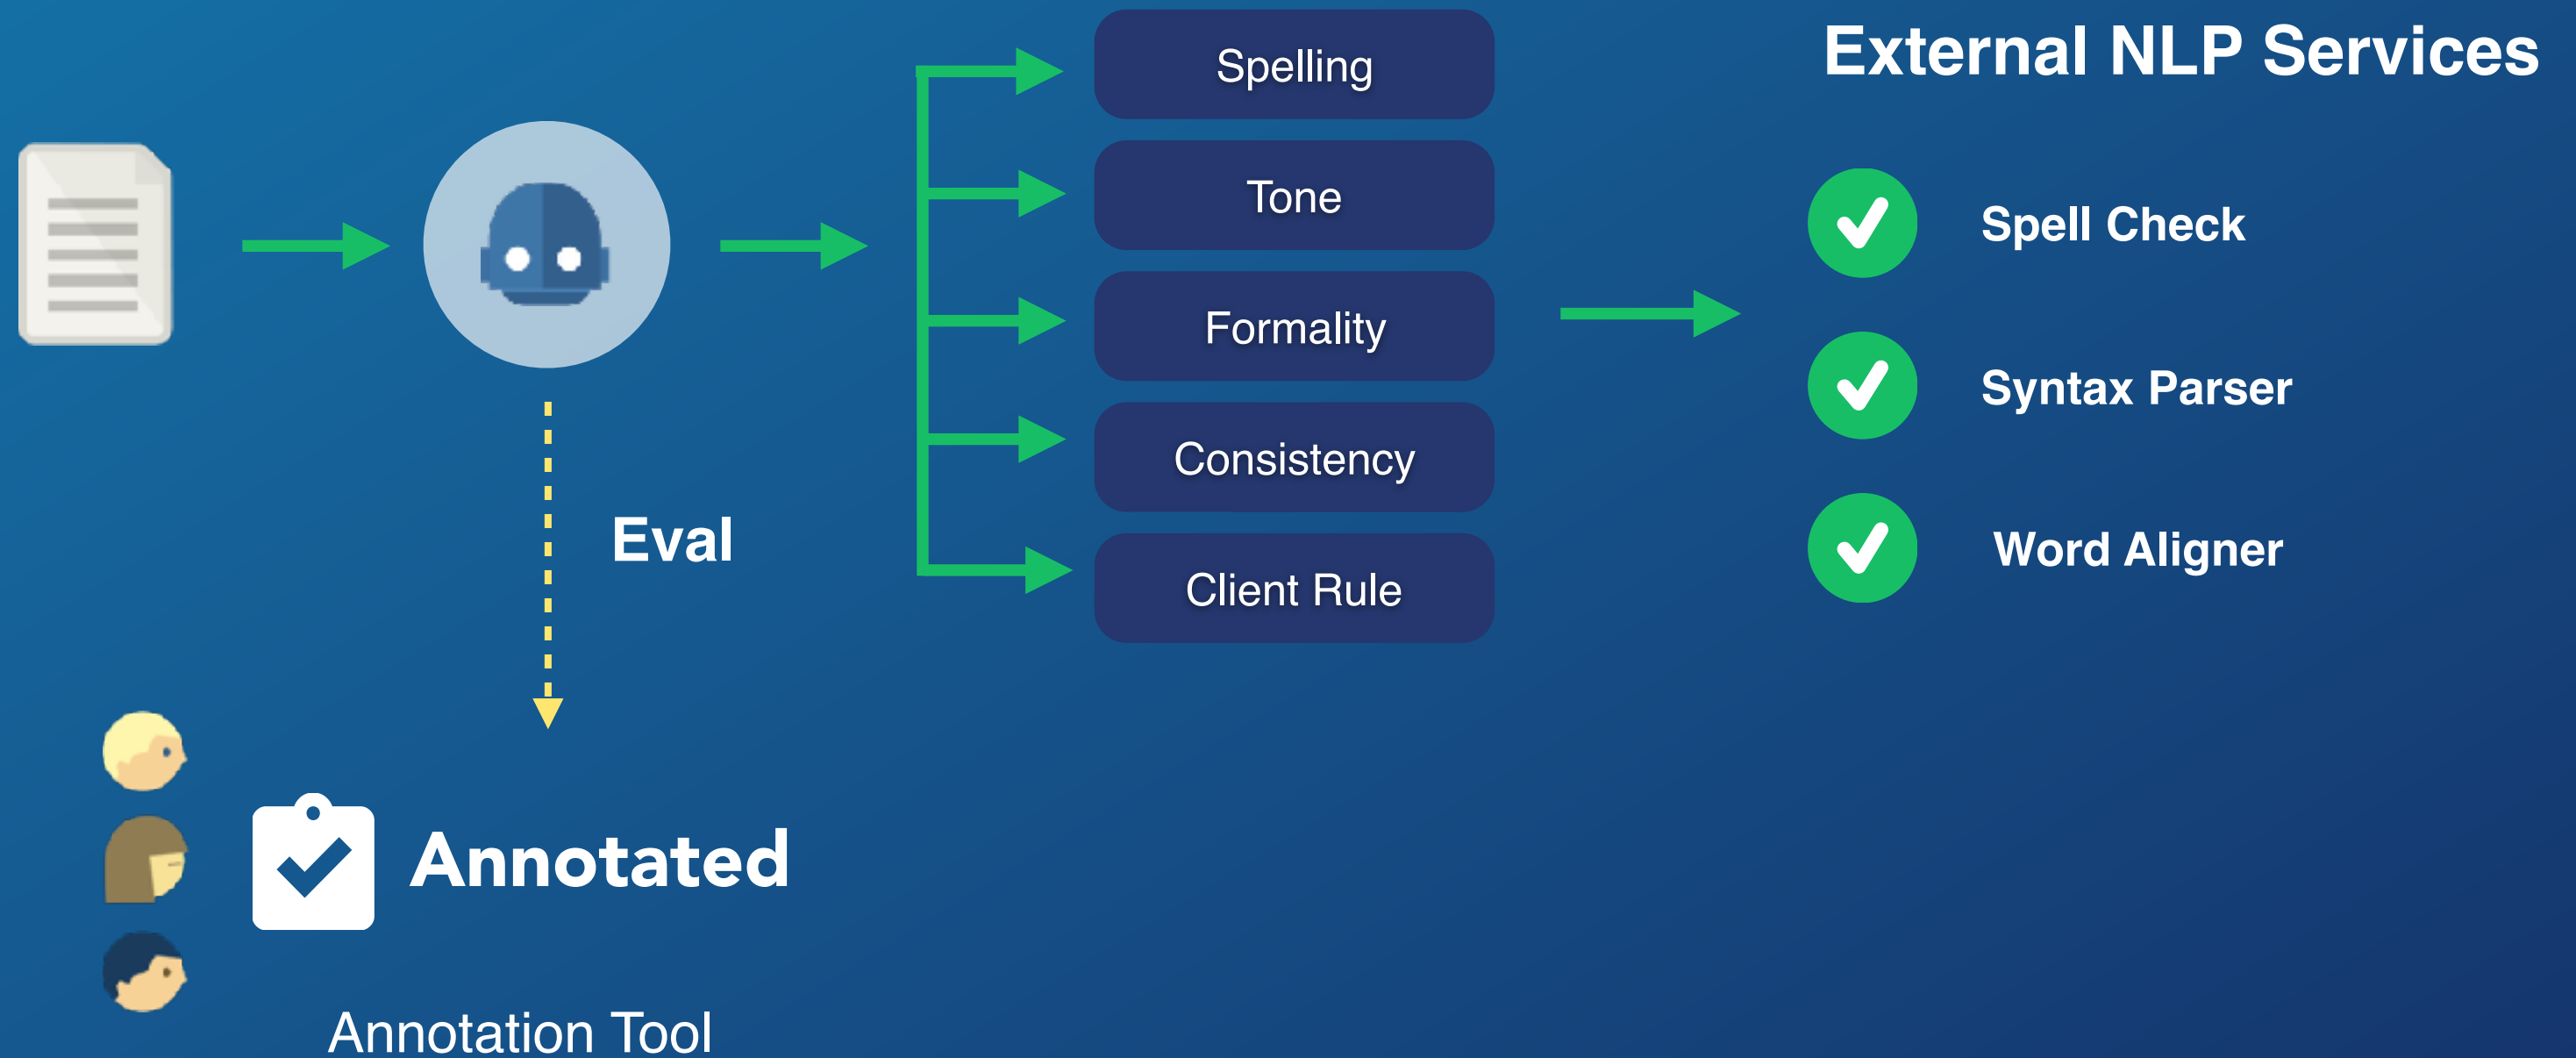 External NLP Services
Spelling
Tone
Formality
Consistency
Client Rule
Spell Check
Syntax Parser
Word Aligner
Eval
Annotated
Annotation Tool